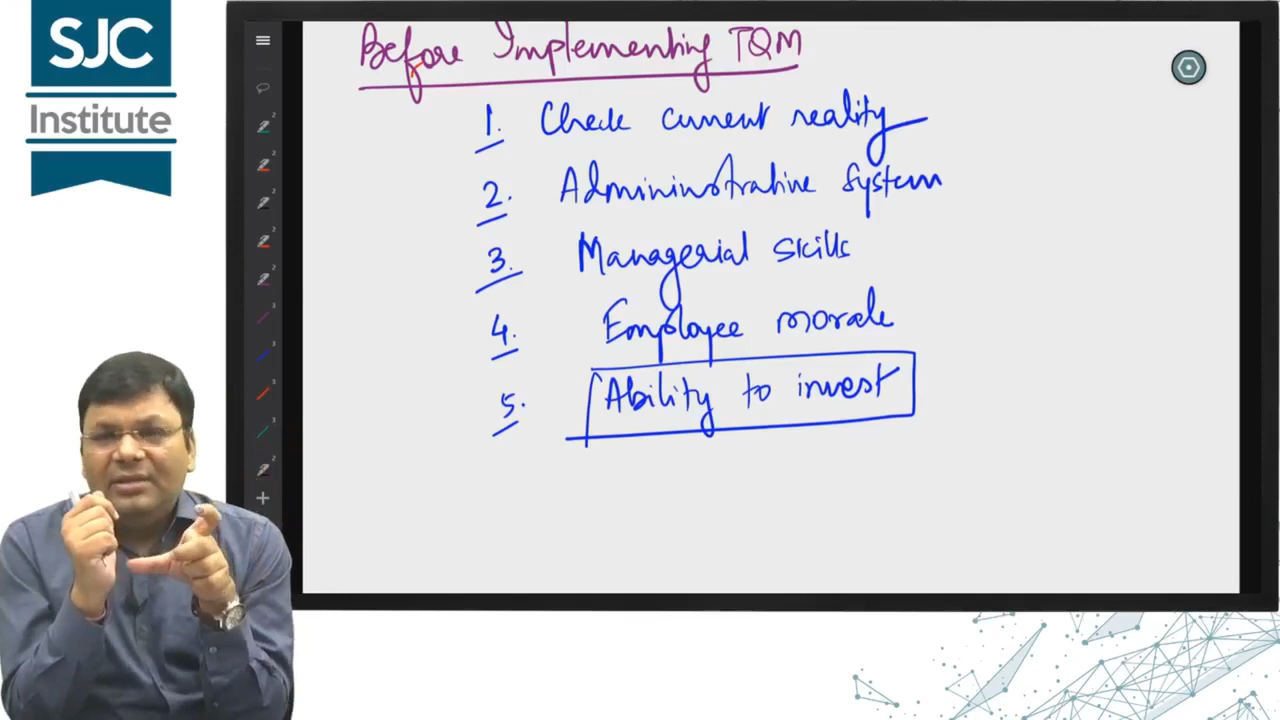 SJC
Institute
Before Implementing TQM
1. Check current reality
2. Admininstrative system
3. Managerial skills
4. Employee morale
5. Ability to invest